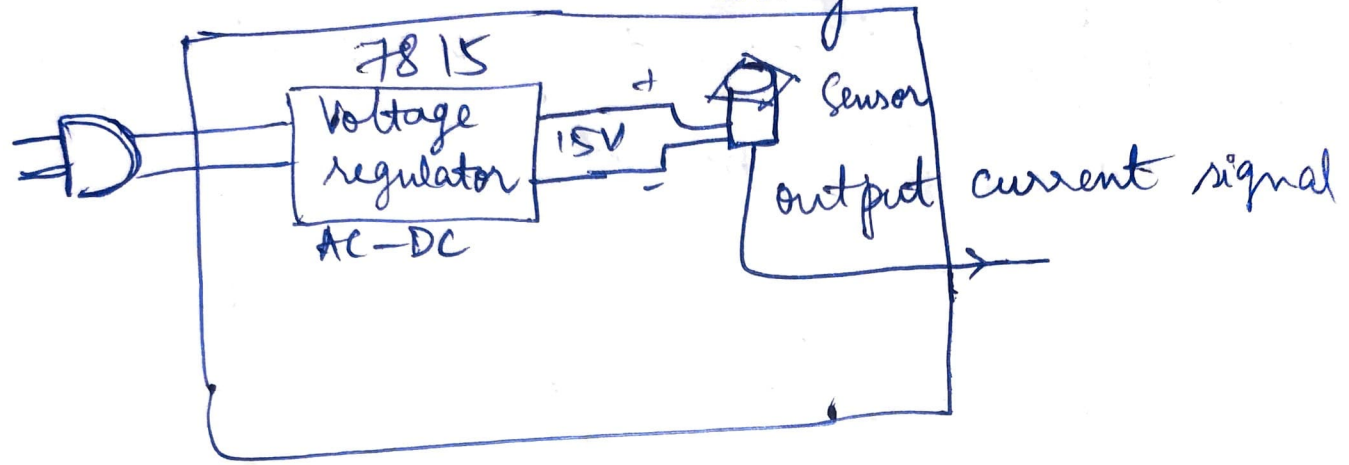 7815
Voltage
regulator
AC-DC
+
15V
-
Sensor
output current signal